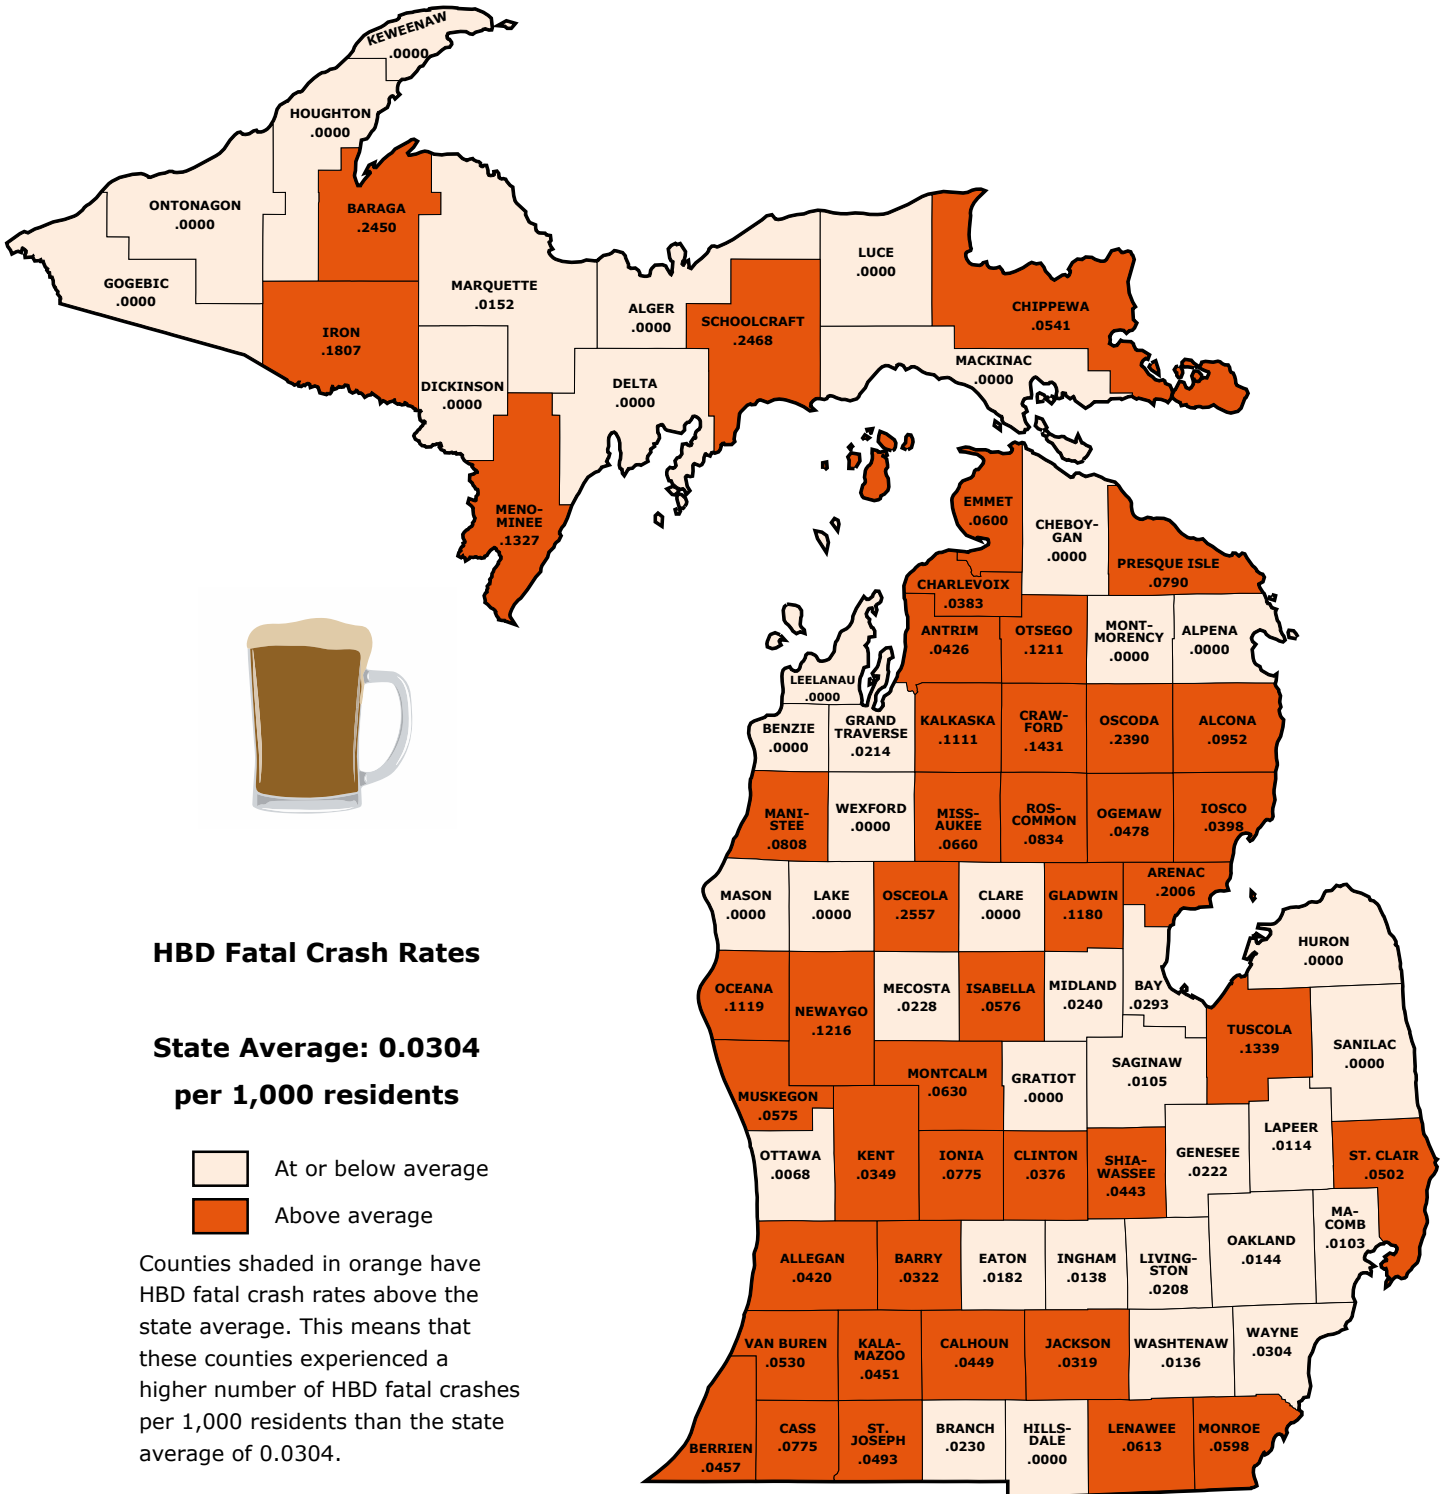 KEWEENAW
.0000
HOUGHTON
.0000
ONTONAGON
.0000
BARAGA
.2450
GOGEBIC
.0000
IRON
.1807
MARQUETTE
.0152
DICKINSON
.0000
MENO-
MINEE
.1327
ALGER
.0000
DELTA
.0000
SCHOOLCRAFT
.2468
LUCE
.0000
CHIPPEWA
.0541
MACKINAC
.0000
EMMET
.0600
CHEBOY-
GAN
.0000
PRESQUE ISLE
.0790
CHARLEVOIX
.0383
ANTRIM
.0426
OTSEGO
.1211
MONT-
MORENCY
.0000
ALPENA
.0000
LEELANAU
.0000
BENZIE
.0000
GRAND
TRAVERSE
.0214
KALKASKA
.1111
CRAW-
FORD
.1431
OSCODA
.2390
ALCONA
.0952
MANI-
STEE
.0808
WEXFORD
.0000
MISS-
AUKEE
.0660
ROS-
COMMON
.0834
OGEMAW
.0478
IOSCO
.0398
MASON
.0000
LAKE
.0000
OSCEOLA
.2557
CLARE
.0000
GLADWIN
.1180
ARENAC
.2006
HURON
.0000
OCEANA
.1119
NEWAYGO
.1216
MECOSTA
.0228
ISABELLA
.0576
MIDLAND
.0240
BAY
.0293
TUSCOLA
.1339
SANILAC
.0000
MUSKEGON
.0575
MONTCALM
.0630
GRATIOT
.0000
SAGINAW
.0105
LAPEER
.0114
OTTAWA
.0068
KENT
.0349
IONIA
.0775
CLINTON
.0376
SHIA-
WASSEE
.0443
GENESEE
.0222
ST. CLAIR
.0502
ALLEGAN
.0420
BARRY
.0322
EATON
.0182
INGHAM
.0138
LIVING-
STON
.0208
OAKLAND
.0144
MA-
COMB
.0103
VAN BUREN
.0530
KALA-
MAZOO
.0451
CALHOUN
.0449
JACKSON
.0319
WASHTENAW
.0136
WAYNE
.0304
BERRIEN
.0457
CASS
.0775
ST.
JOSEPH
.0493
BRANCH
.0230
HILLS-
DALE
.0000
LENAWEE
.0613
MONROE
.0598
HBD Fatal Crash Rates
State Average: 0.0304
per 1,000 residents
At or below average
Above average
Counties shaded in orange have
HBD fatal crash rates above the
state average. This means that
these counties experienced a
higher number of HBD fatal crashes
per 1,000 residents than the state
average of 0.0304.